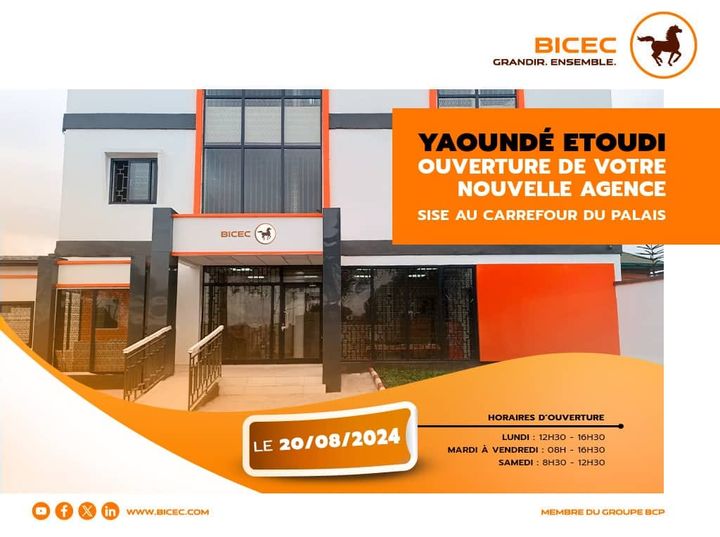 BICEC
GRANDIR. ENSEMBLE.
YAOUNDÉ ETOUDI
OUVERTURE DE VOTRE
NOUVELLE AGENCE
SISE AU CARREFOUR DU PALAIS
BICEC
LE 20/08/2024
HORAIRES D'OUVERTURE
LUNDI : 12H30 - 16H30
MARDI À VENDREDI : 08H - 16H30
SAMEDI : 8H30 - 12H30
WWW.BICEC.COM
MEMBRE DU GROUPE BCP